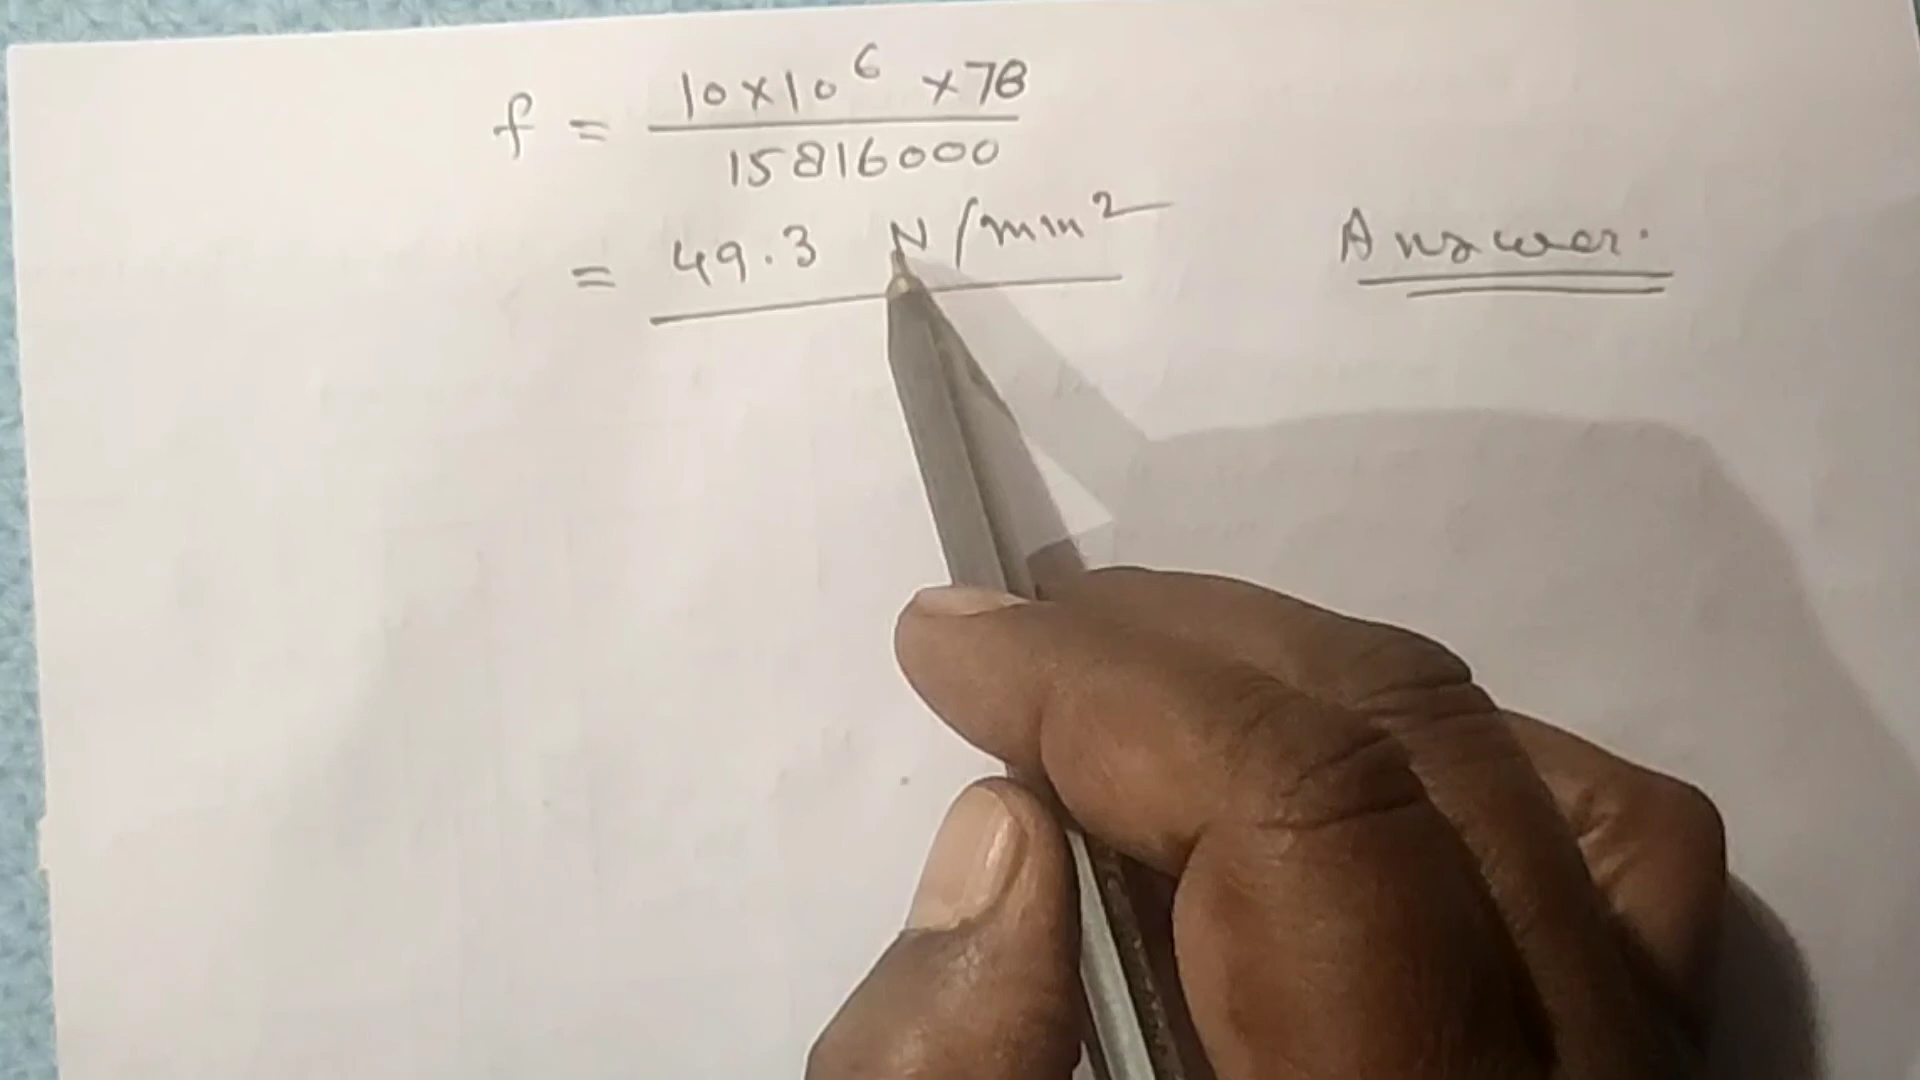 f = 10×10⁶ ×78
15816000
= 49.3 N/mm² Answer.